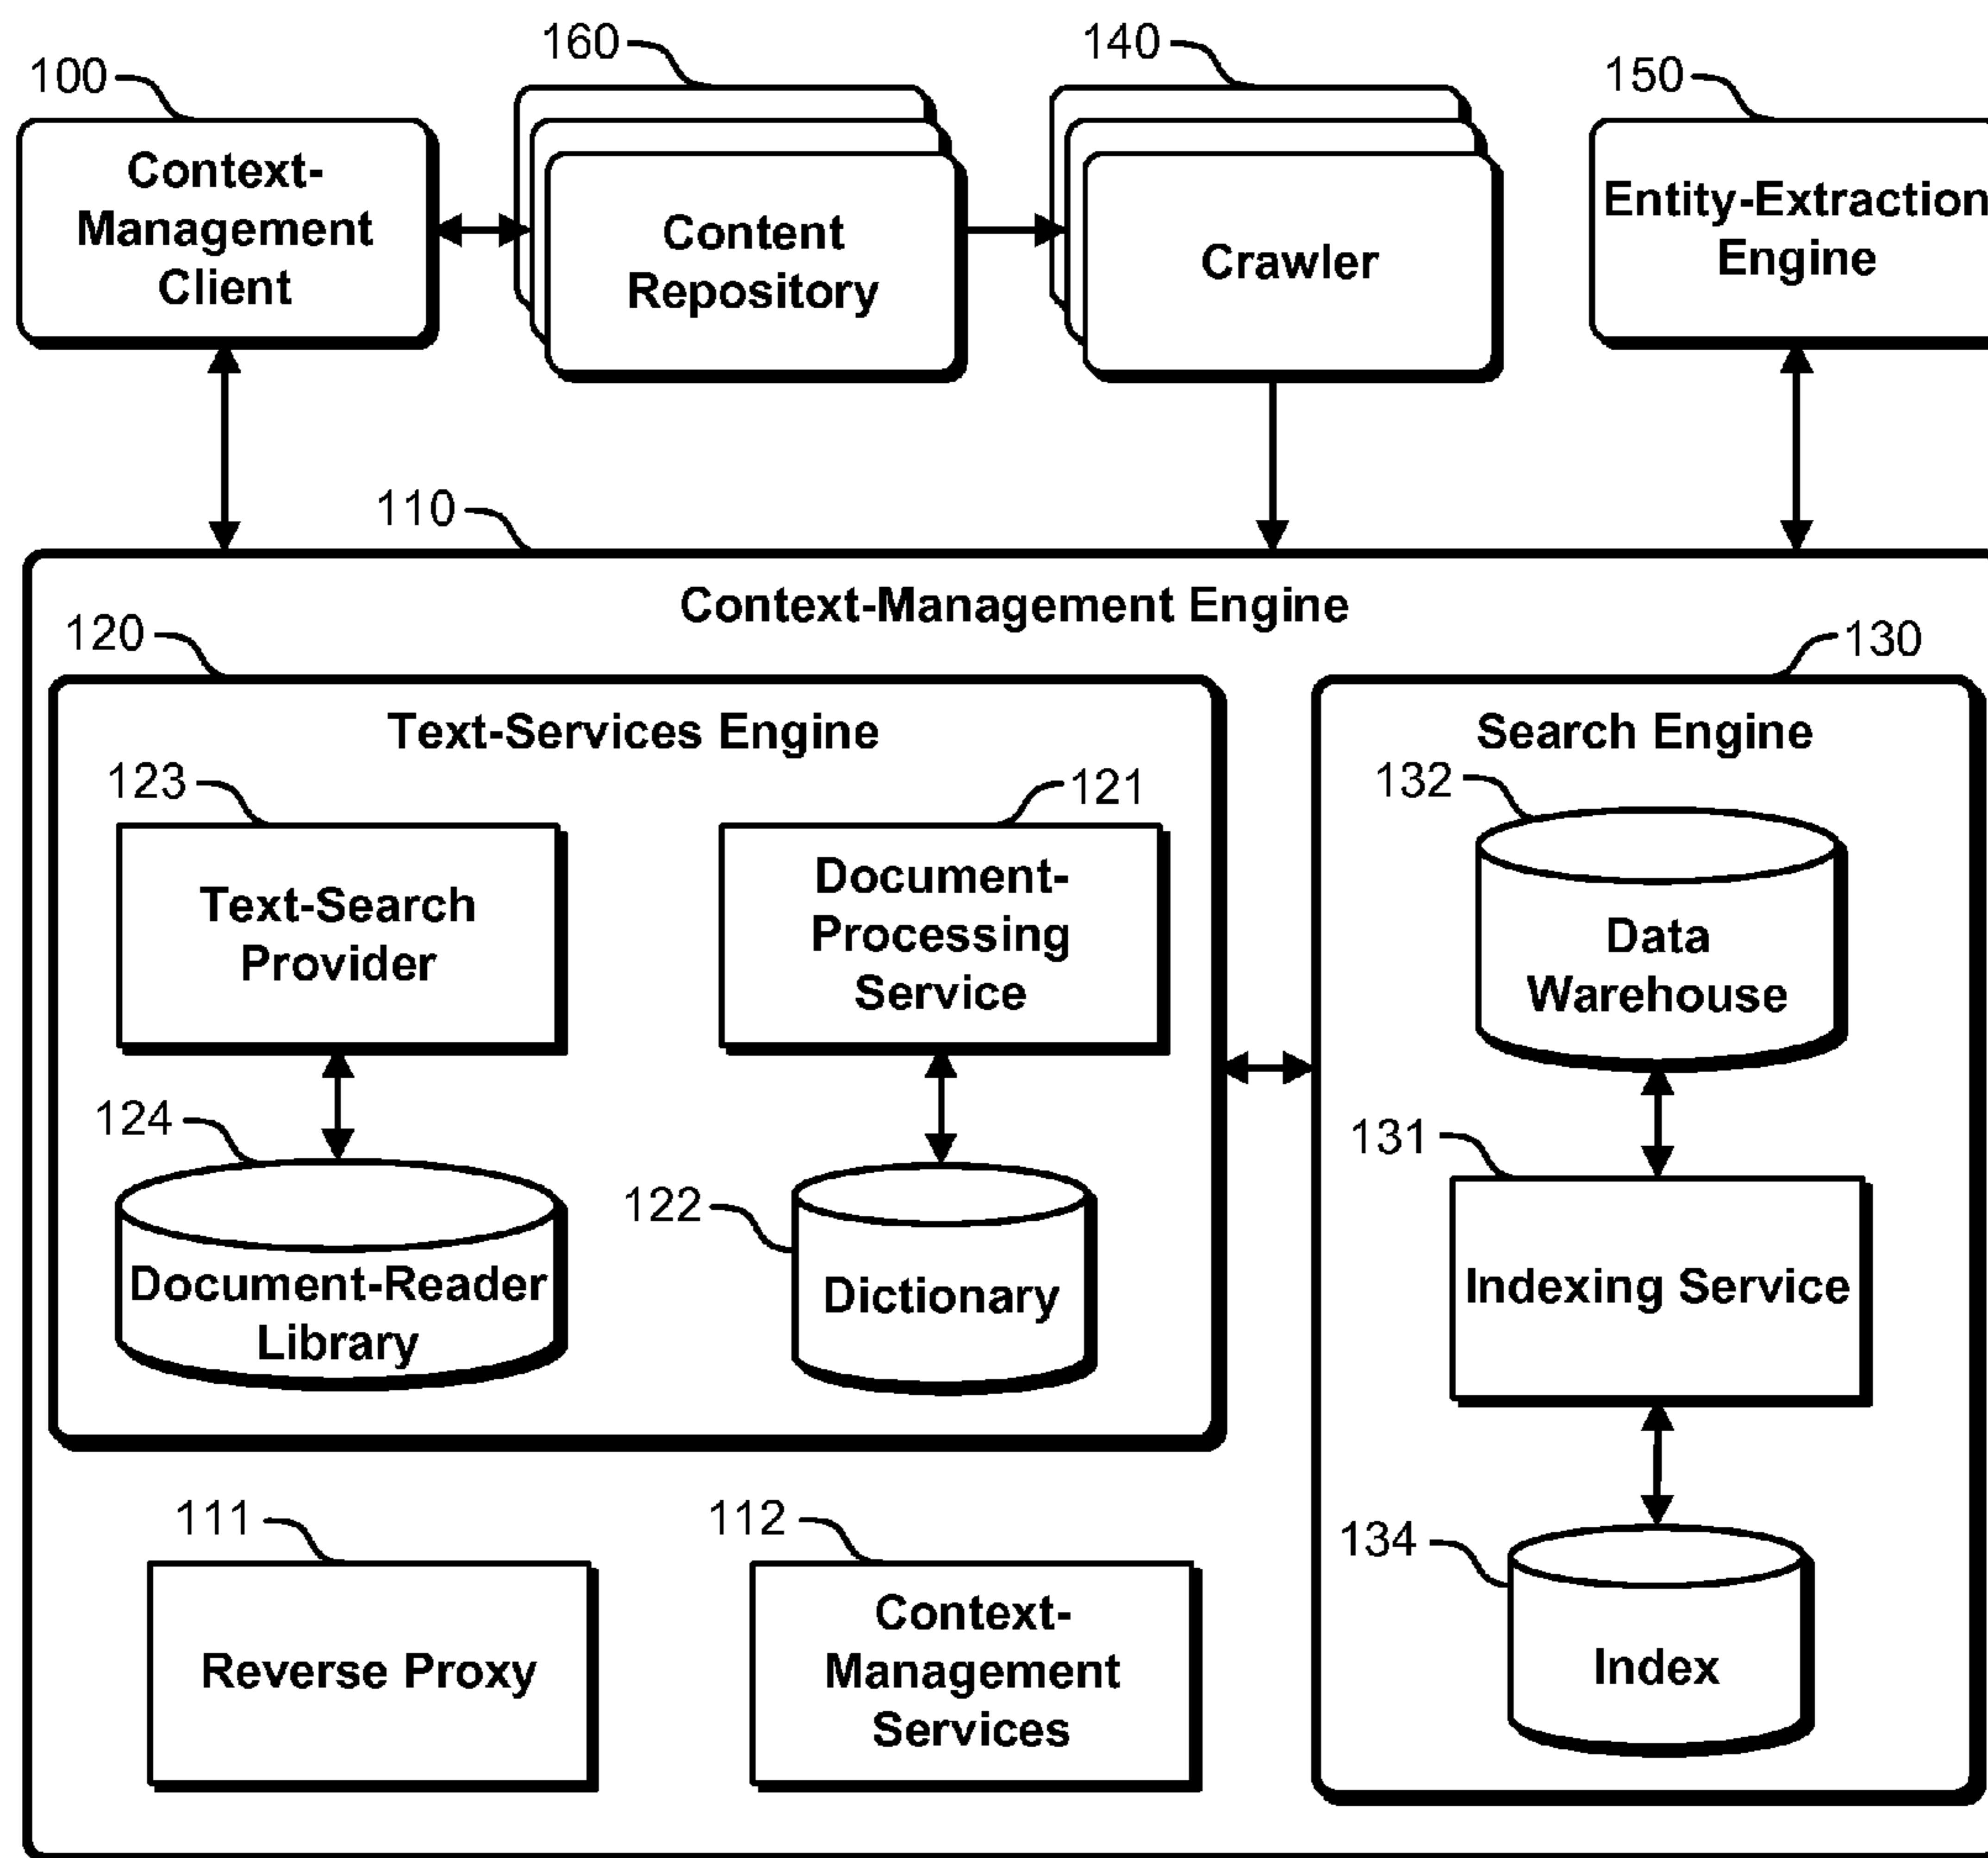 160
140
100
150
Context-
Management
Client
Content
Repository
Crawler
Entity-Extraction
Engine
110
Context-Management Engine
120
130
Text-Services Engine
Search Engine
123
121
132
Text-Search
Provider
Document-
Processing
Service
Data
Warehouse
124
122
131
Document-Reader
Library
Dictionary
Indexing Service
111
112
134
Reverse Proxy
Context-
Management
Services
Index